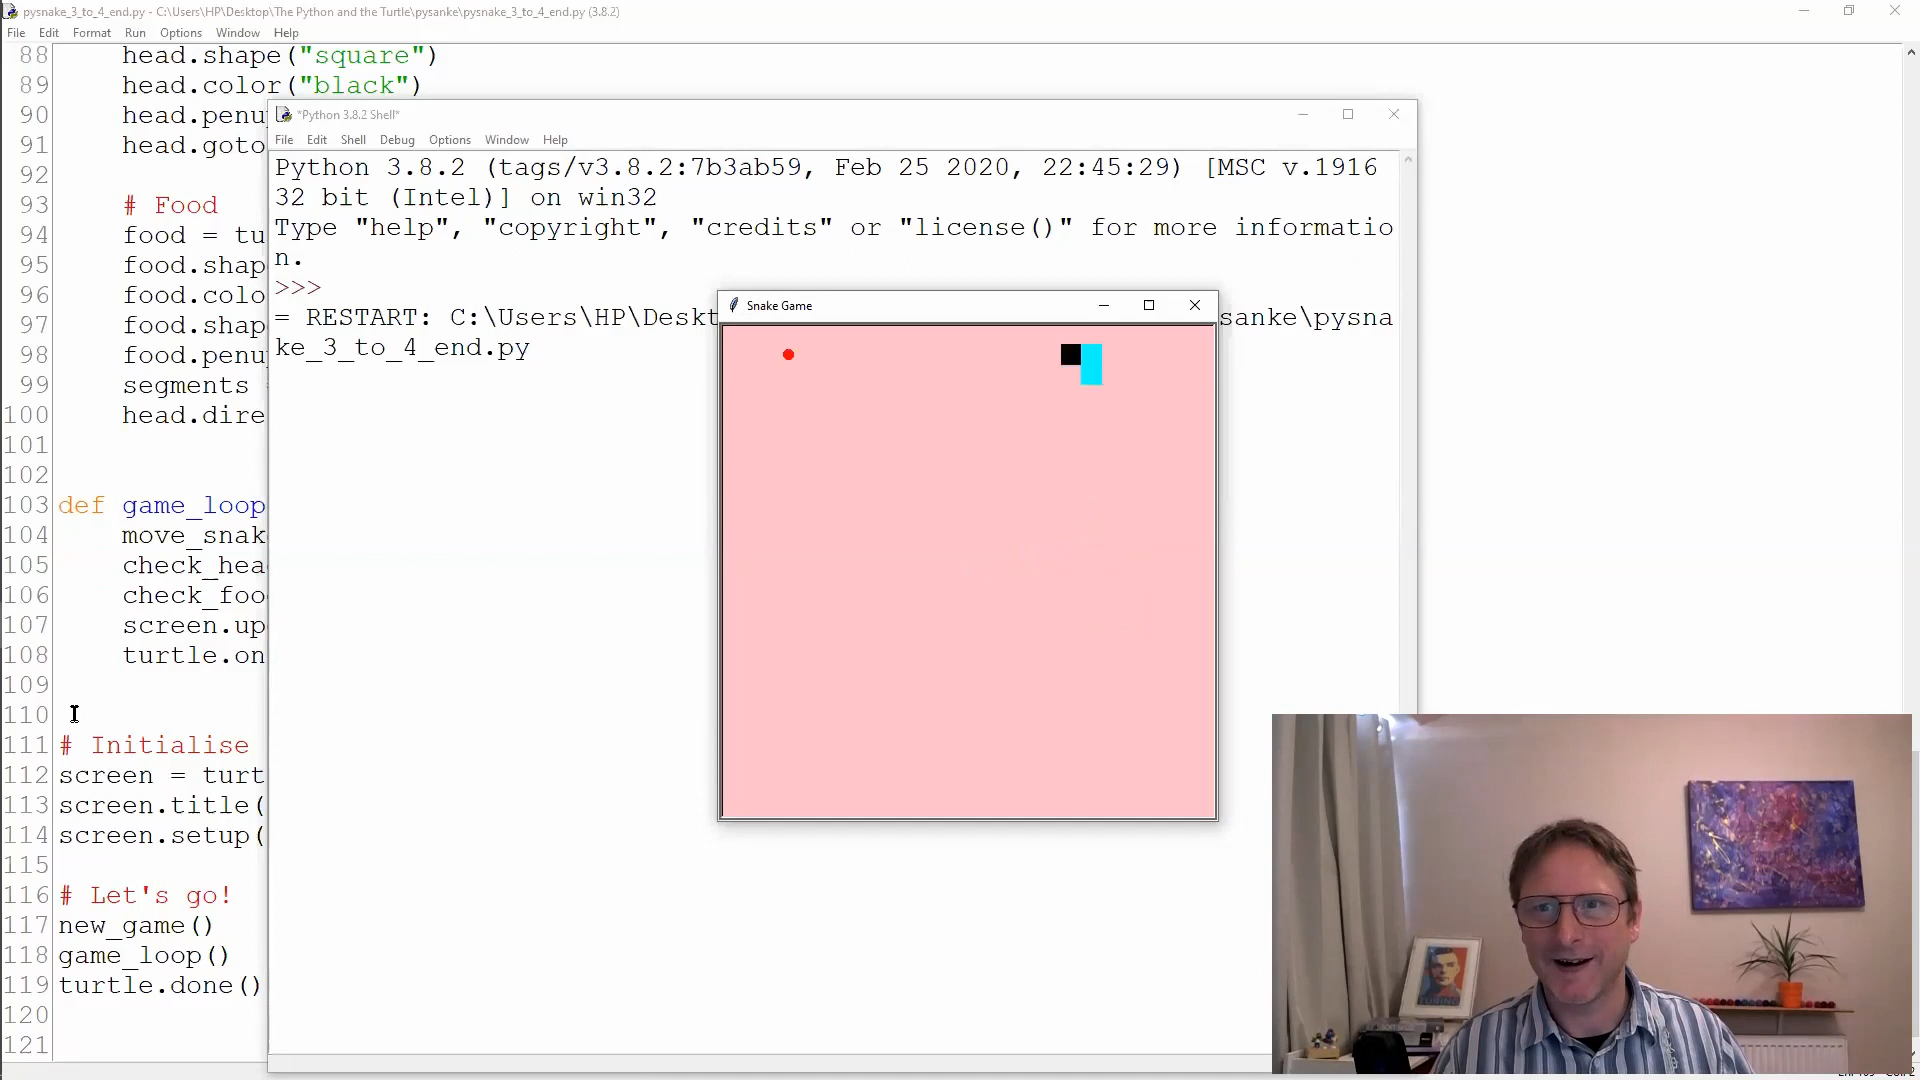 pysnake_3_to_4_end.py - C:\Users\HP\Desktop\The Python and the Turtle\pysanke\pysnake_3_to_4_end.py (3.8.2)
File Edit Format Run Options Window Help
88 head.shape("square")
89 head.color("black")
90 head.penu
91 head.goto
92
93 # Food
94 food = tu
95 food.shap
96 food.colo
97 food.shap
98 food.penu
99 segments =
100 head.dire
101
102
103 def game_loop
104 move_snak
105 check_hea
106 check_foo
107 screen.up
108 turtle.on
109
110
111 # Initialise
112 screen = turt
113 screen.title(
114 screen.setup(
115
116 # Let's go!
117 new_game()
118 game_loop()
119 turtle.done()
120
121
*Python 3.8.2 Shell*
File Edit Shell Debug Options Window Help
Python 3.8.2 (tags/v3.8.2:7b3ab59, Feb 25 2020, 22:45:29) [MSC v.1916
32 bit (Intel)] on win32
Type "help", "copyright", "credits" or "license()" for more informatio
n.
>>>
= RESTART: C:\Users\HP\Deskt sanke\pysna
ke_3_to_4_end.py
Snake Game
TURING